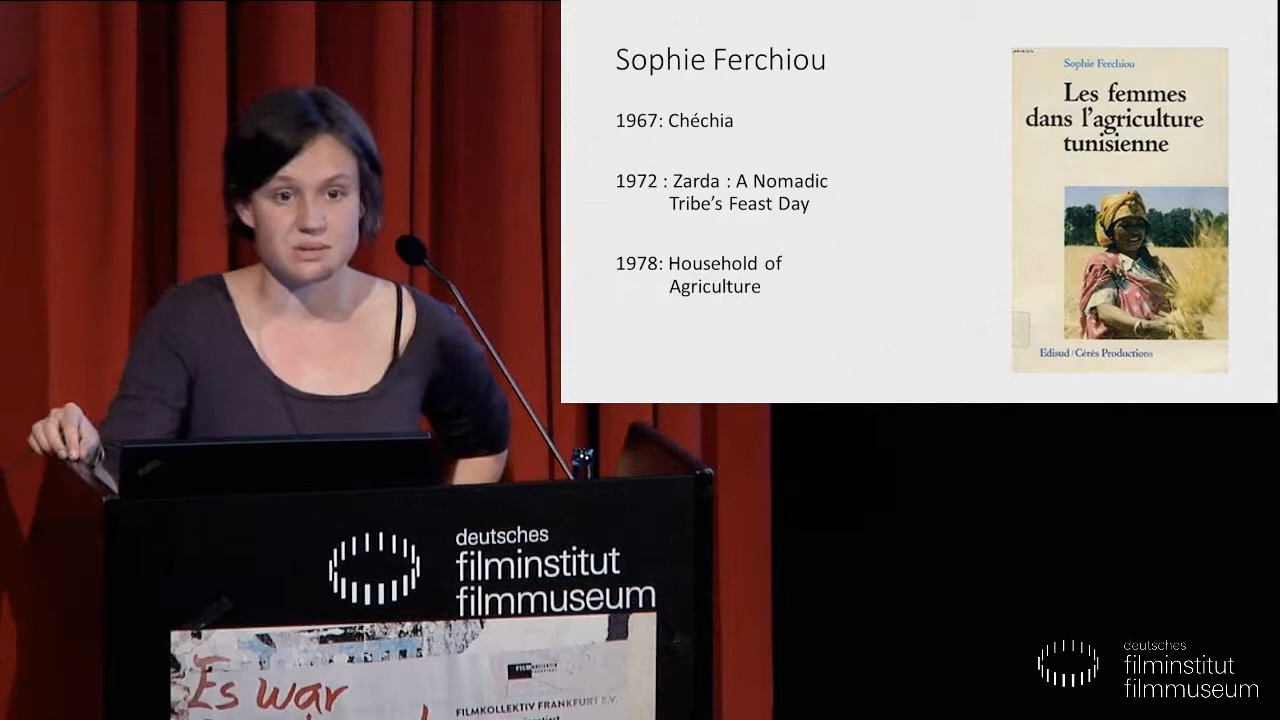 Sophie Ferchiou
1967: Chéchia
1972 : Zarda : A Nomadic
Tribe's Feast Day
1978: Household of
Agriculture
Sophie Ferchiou
Les femmes
dans l'agriculture
tunisienne
Edisud / Cérès Productions
deutsches
filminstitut
filmmuseum
Es war
FILMKOLLEKTIV FRANKFURT E.V.
deutsches
filminstitut
filmmuseum